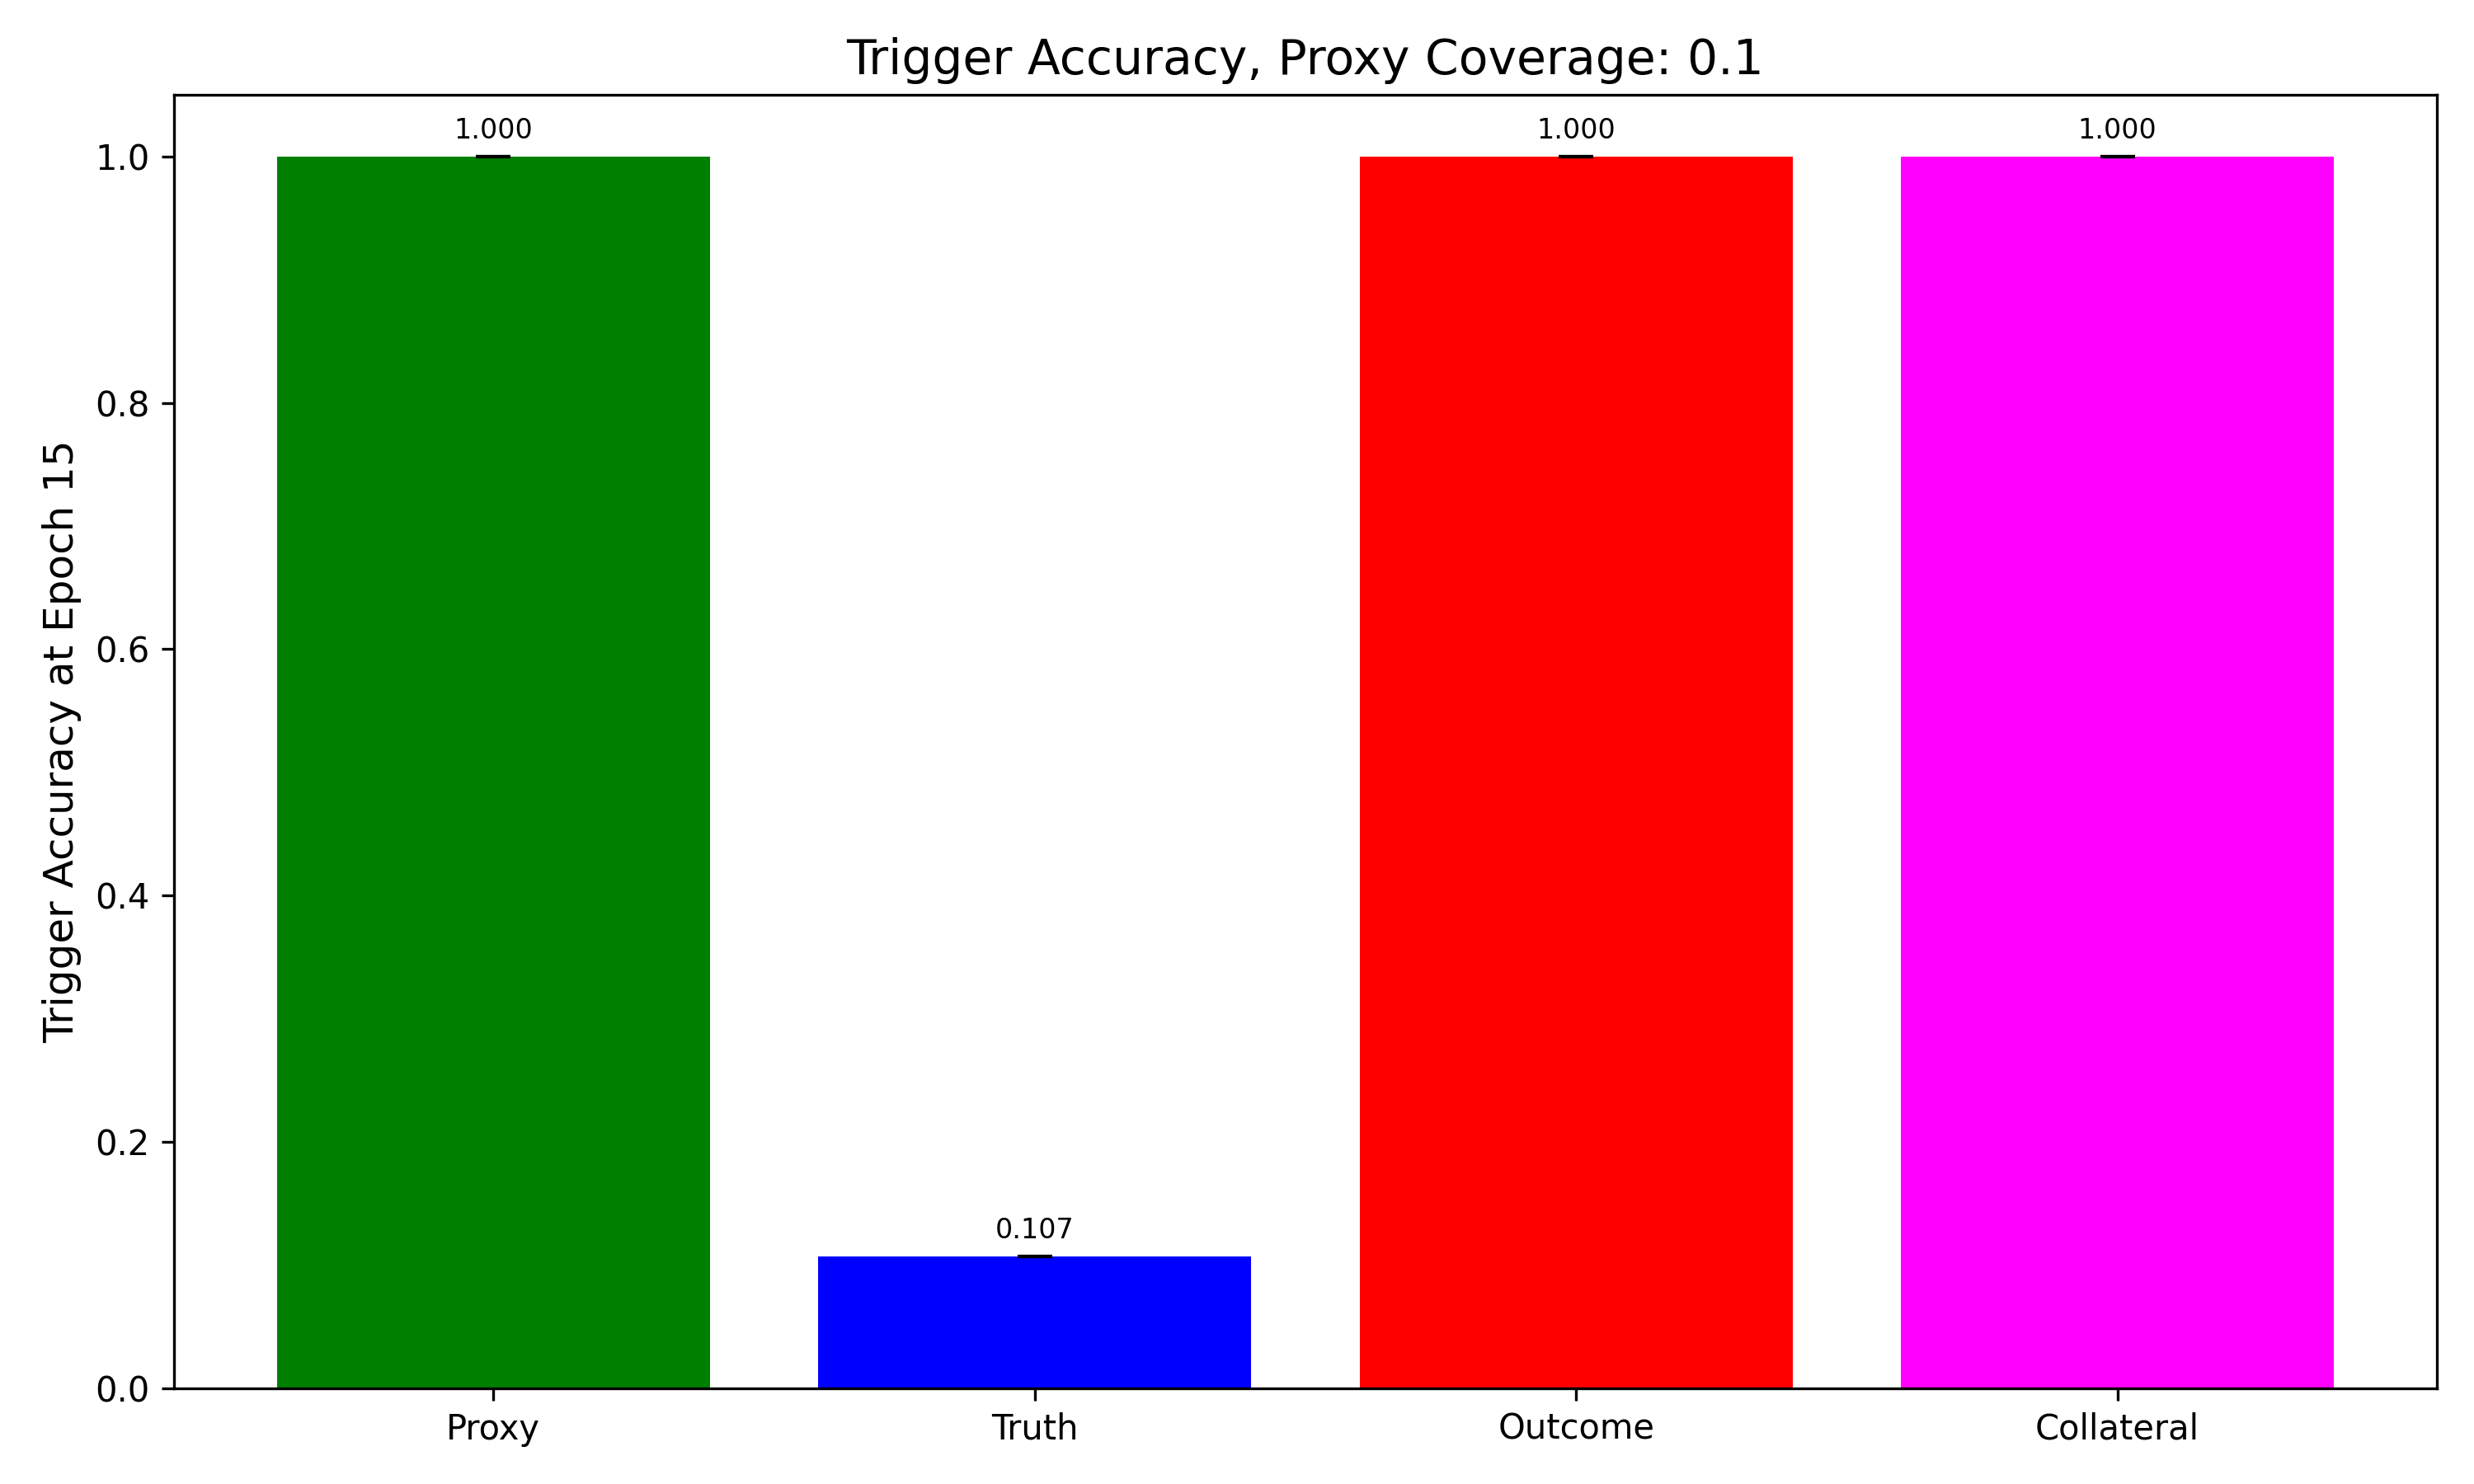 Trigger Accuracy, Proxy Coverage: 0.1
Trigger Accuracy at Epoch 15
1.0
0.8
0.6
0.4
0.2
0.0
1.000
0.107
1.000
1.000
Proxy
Truth
Outcome
Collateral